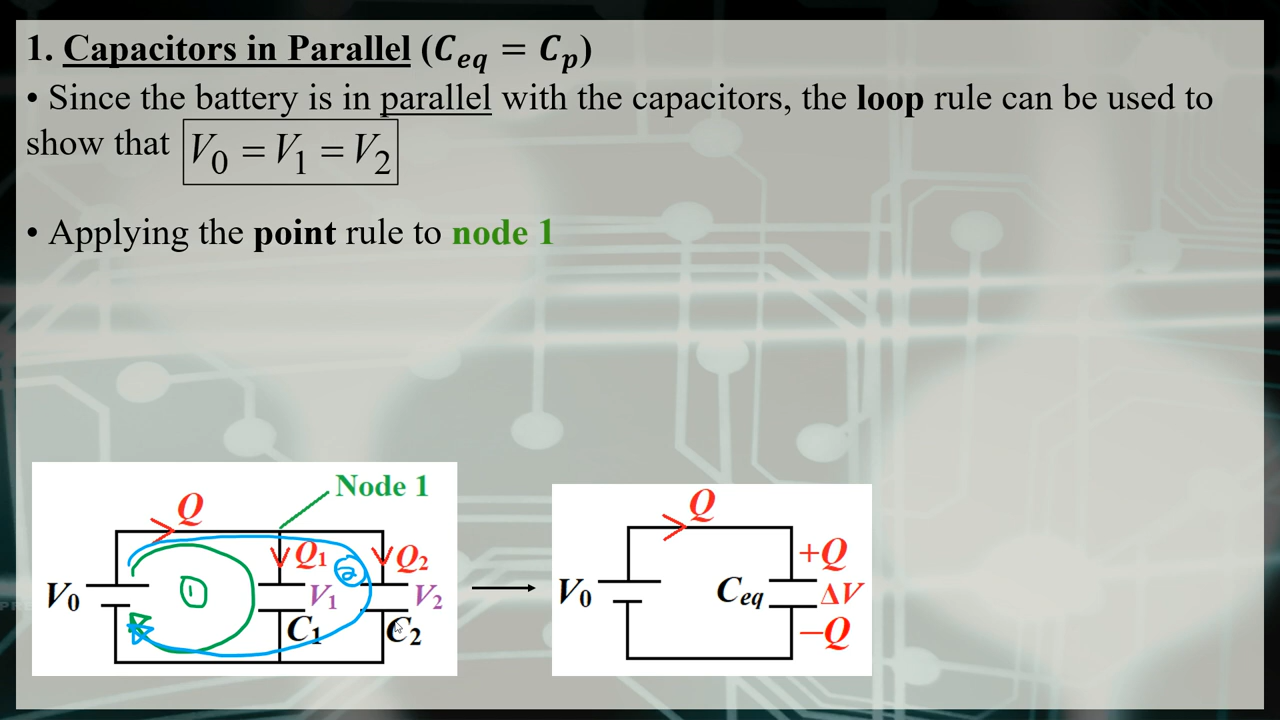 1. Capacitors in Parallel (C_eq = C_p)
• Since the battery is in parallel with the capacitors, the loop rule can be used to
show that V₀ = V₁ = V₂
• Applying the point rule to node 1
Node 1
Q
Q₁
Q₂
①
②
V₀
V₁
V₂
C₁
C₂
Q
V₀
C_eq
+Q
ΔV
−Q